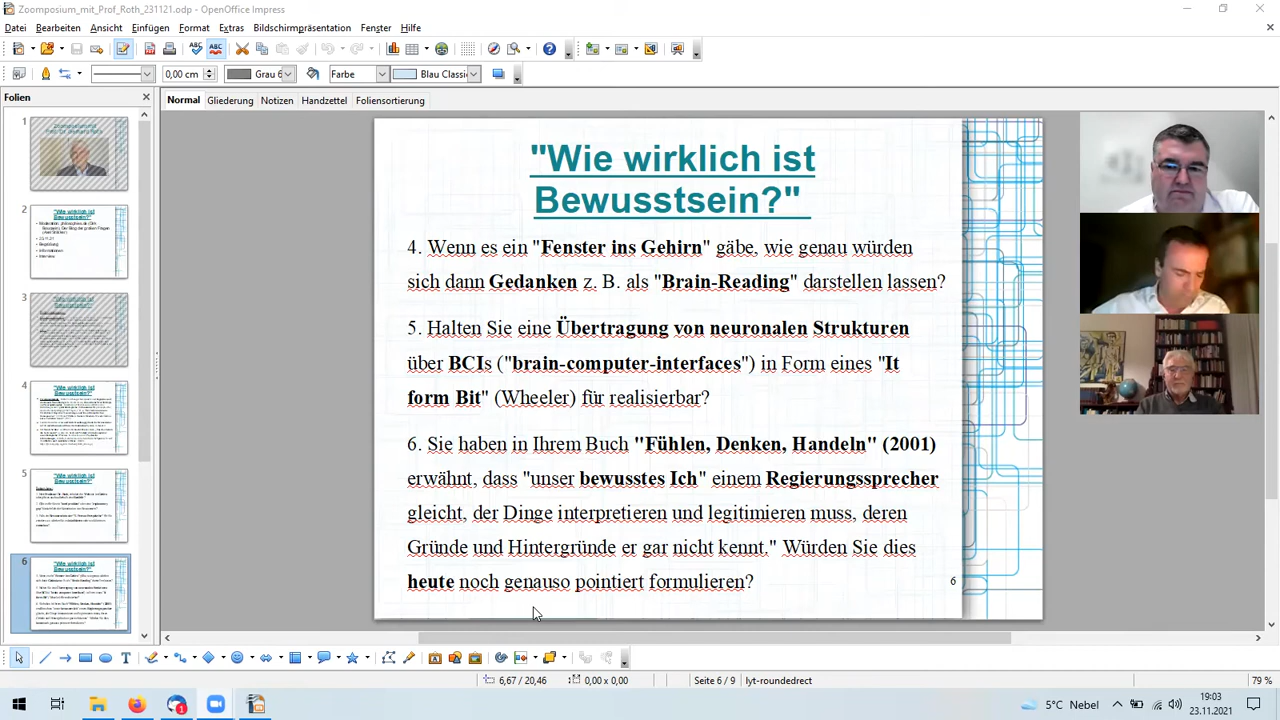 Zoomposium_mit_Prof_Roth_231121.odp - OpenOffice Impress
Datei Bearbeiten Ansicht Einfügen Format Extras Bildschirmpräsentation Fenster Hilfe
0,00 cm Grau 6 Farbe Blau Classic
Folien
Normal Gliederung Notizen Handzettel Foliensortierung
1
2
3
4
5
6
"Wie wirklich ist
Bewusstsein?"
4. Wenn es ein "Fenster ins Gehirn" gäbe, wie genau würden
sich dann Gedanken z. B. als "Brain-Reading" darstellen lassen?
5. Halten Sie eine Übertragung von neuronalen Strukturen
über BCIs ("brain-computer-interfaces") in Form eines "It
form Bit" (Wheeler) für realisierbar?
6. Sie haben in Ihrem Buch "Fühlen, Denken, Handeln" (2001)
erwähnt, dass "unser bewusstes Ich" einem Regierungssprecher
gleicht, der Dinge interpretieren und legitimieren muss, deren
Gründe und Hintergründe er gar nicht kennt." Würden Sie dies
heute noch genauso pointiert formulieren?
6
6,67 / 20,46 0,00 x 0,00 Seite 6 / 9 lyt-roundedrect 79 %
5°C Nebel
19:03
23.11.2021